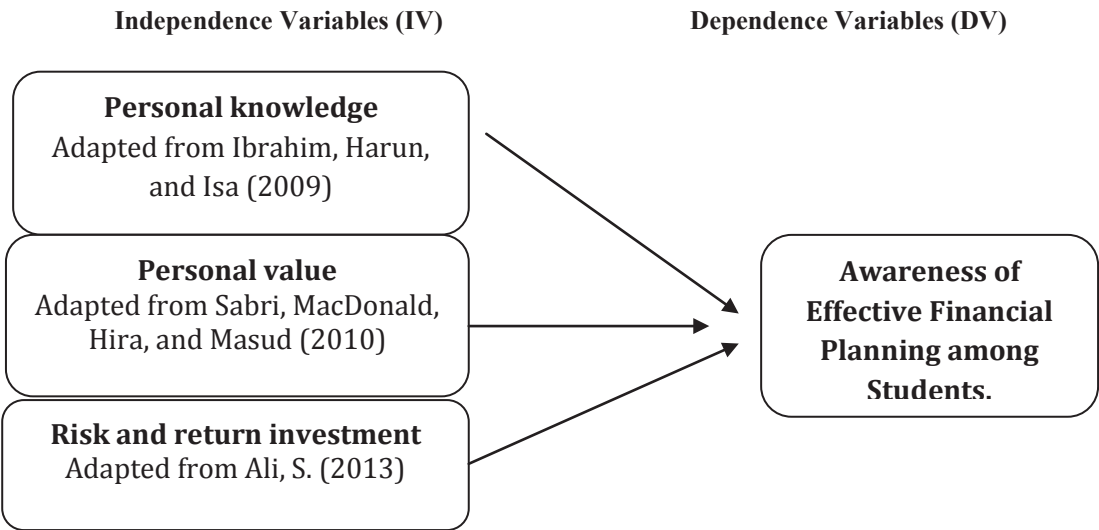 Independence Variables (IV)
Dependence Variables (DV)
Personal knowledge
Adapted from Ibrahim, Harun,
and Isa (2009)
Personal value
Adapted from Sabri, MacDonald,
Hira, and Masud (2010)
Risk and return investment
Adapted from Ali, S. (2013)
Awareness of
Effective Financial
Planning among
Students.